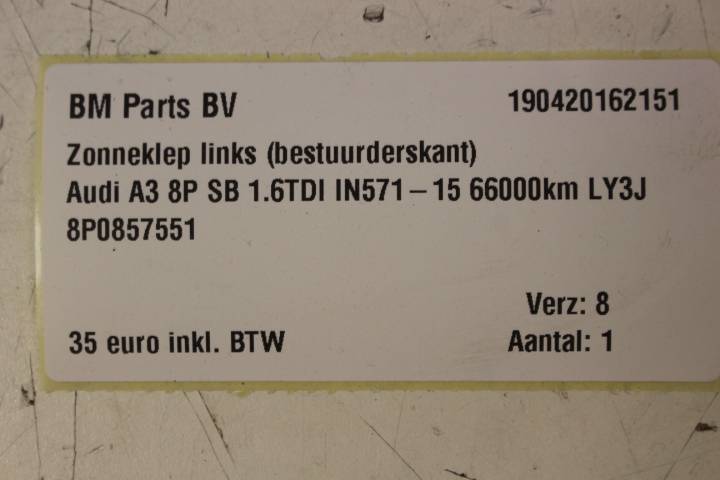 BM Parts BV 190420162151
Zonneklep links (bestuurderskant)
Audi A3 8P SB 1.6TDI IN571-15 66000km LY3J
8P0857551
Verz: 8
35 euro inkl. BTW Aantal: 1